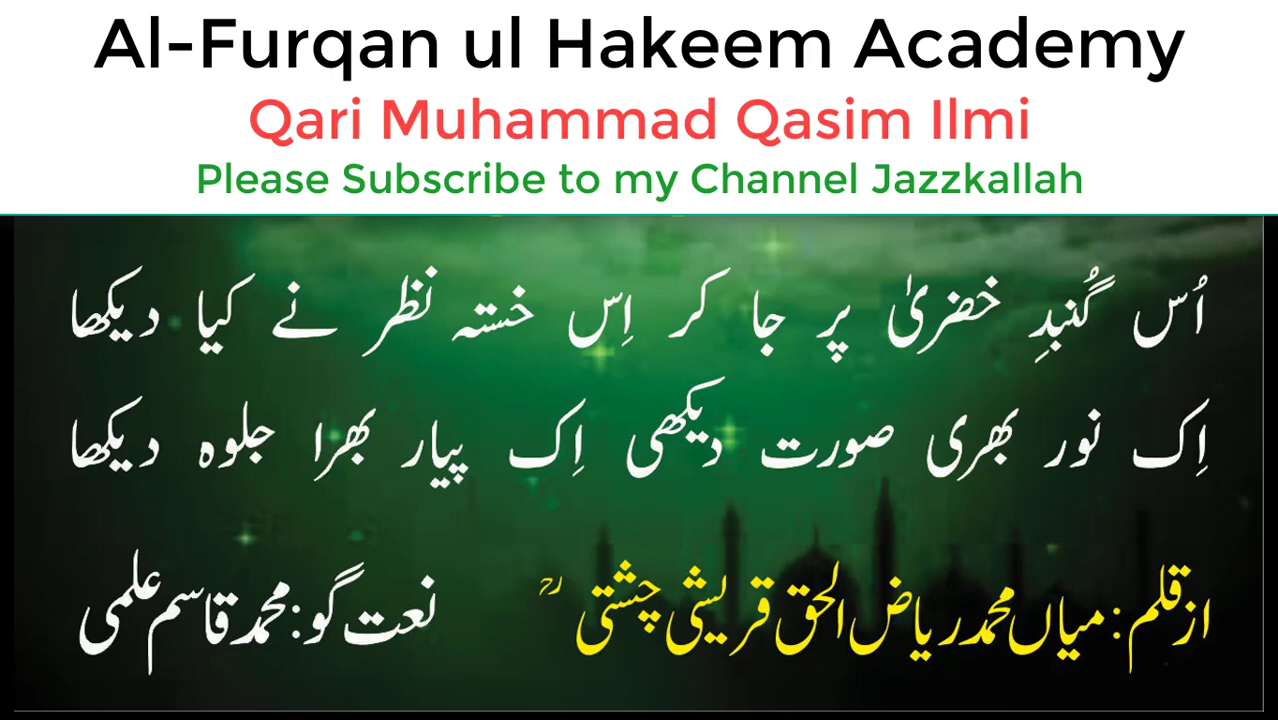 Al-Furqan ul Hakeem Academy
Qari Muhammad Qasim Ilmi
Please Subscribe to my Channel Jazzkallah
اُس گُنبدِ خضریٰ پر جا کر اِس خستہ نظر نے کیا دیکھا
اِک نور بھری صورت دیکھی اِک پیار بھرا جلوہ دیکھا
از قلم : میاں محمد ریاض الحق قریشی چشتی ؒ نعت گو : محمد قاسم علمی